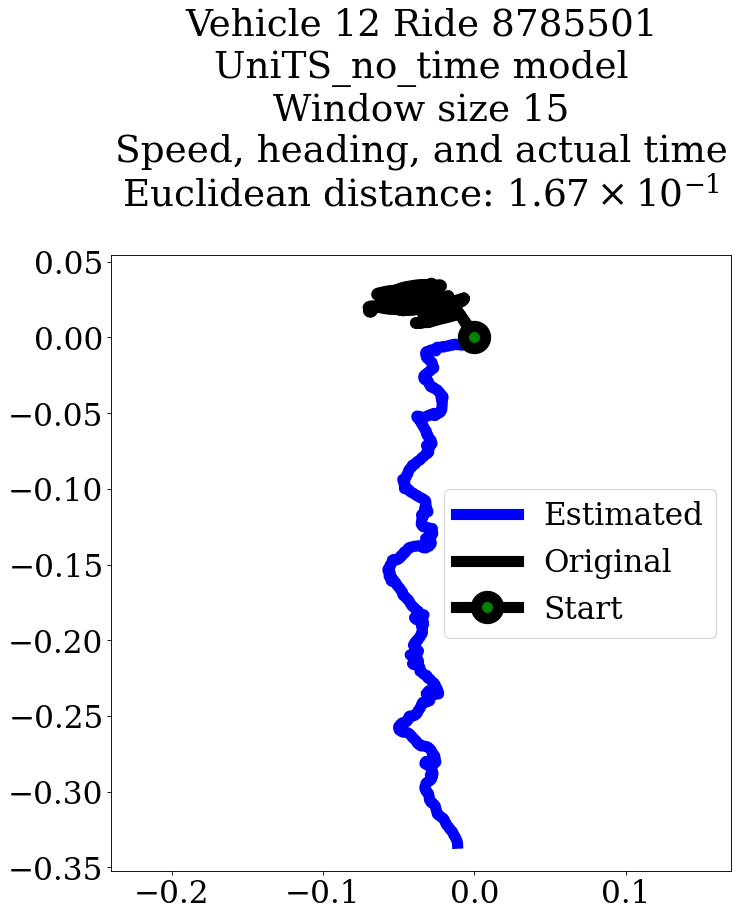 Vehicle 12 Ride 8785501
UniTS_no_time model
Window size 15
Speed, heading, and actual time
Euclidean distance: 1.67 × 10⁻¹
0.05
0.00
−0.05
−0.10
−0.15
−0.20
−0.25
−0.30
−0.35
Estimated
Original
Start
−0.2 −0.1 0.0 0.1